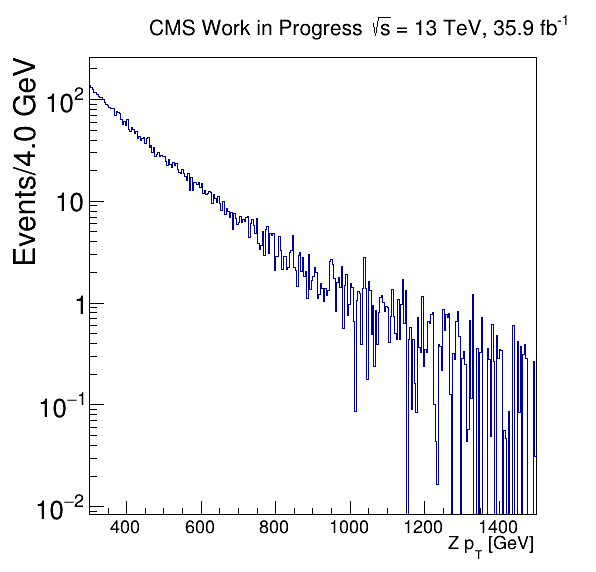 CMS Work in Progress √s = 13 TeV, 35.9 fb⁻¹
Events/4.0 GeV
10²
10
1
10⁻¹
10⁻²
400 600 800 1000 1200 1400
Z p_T [GeV]